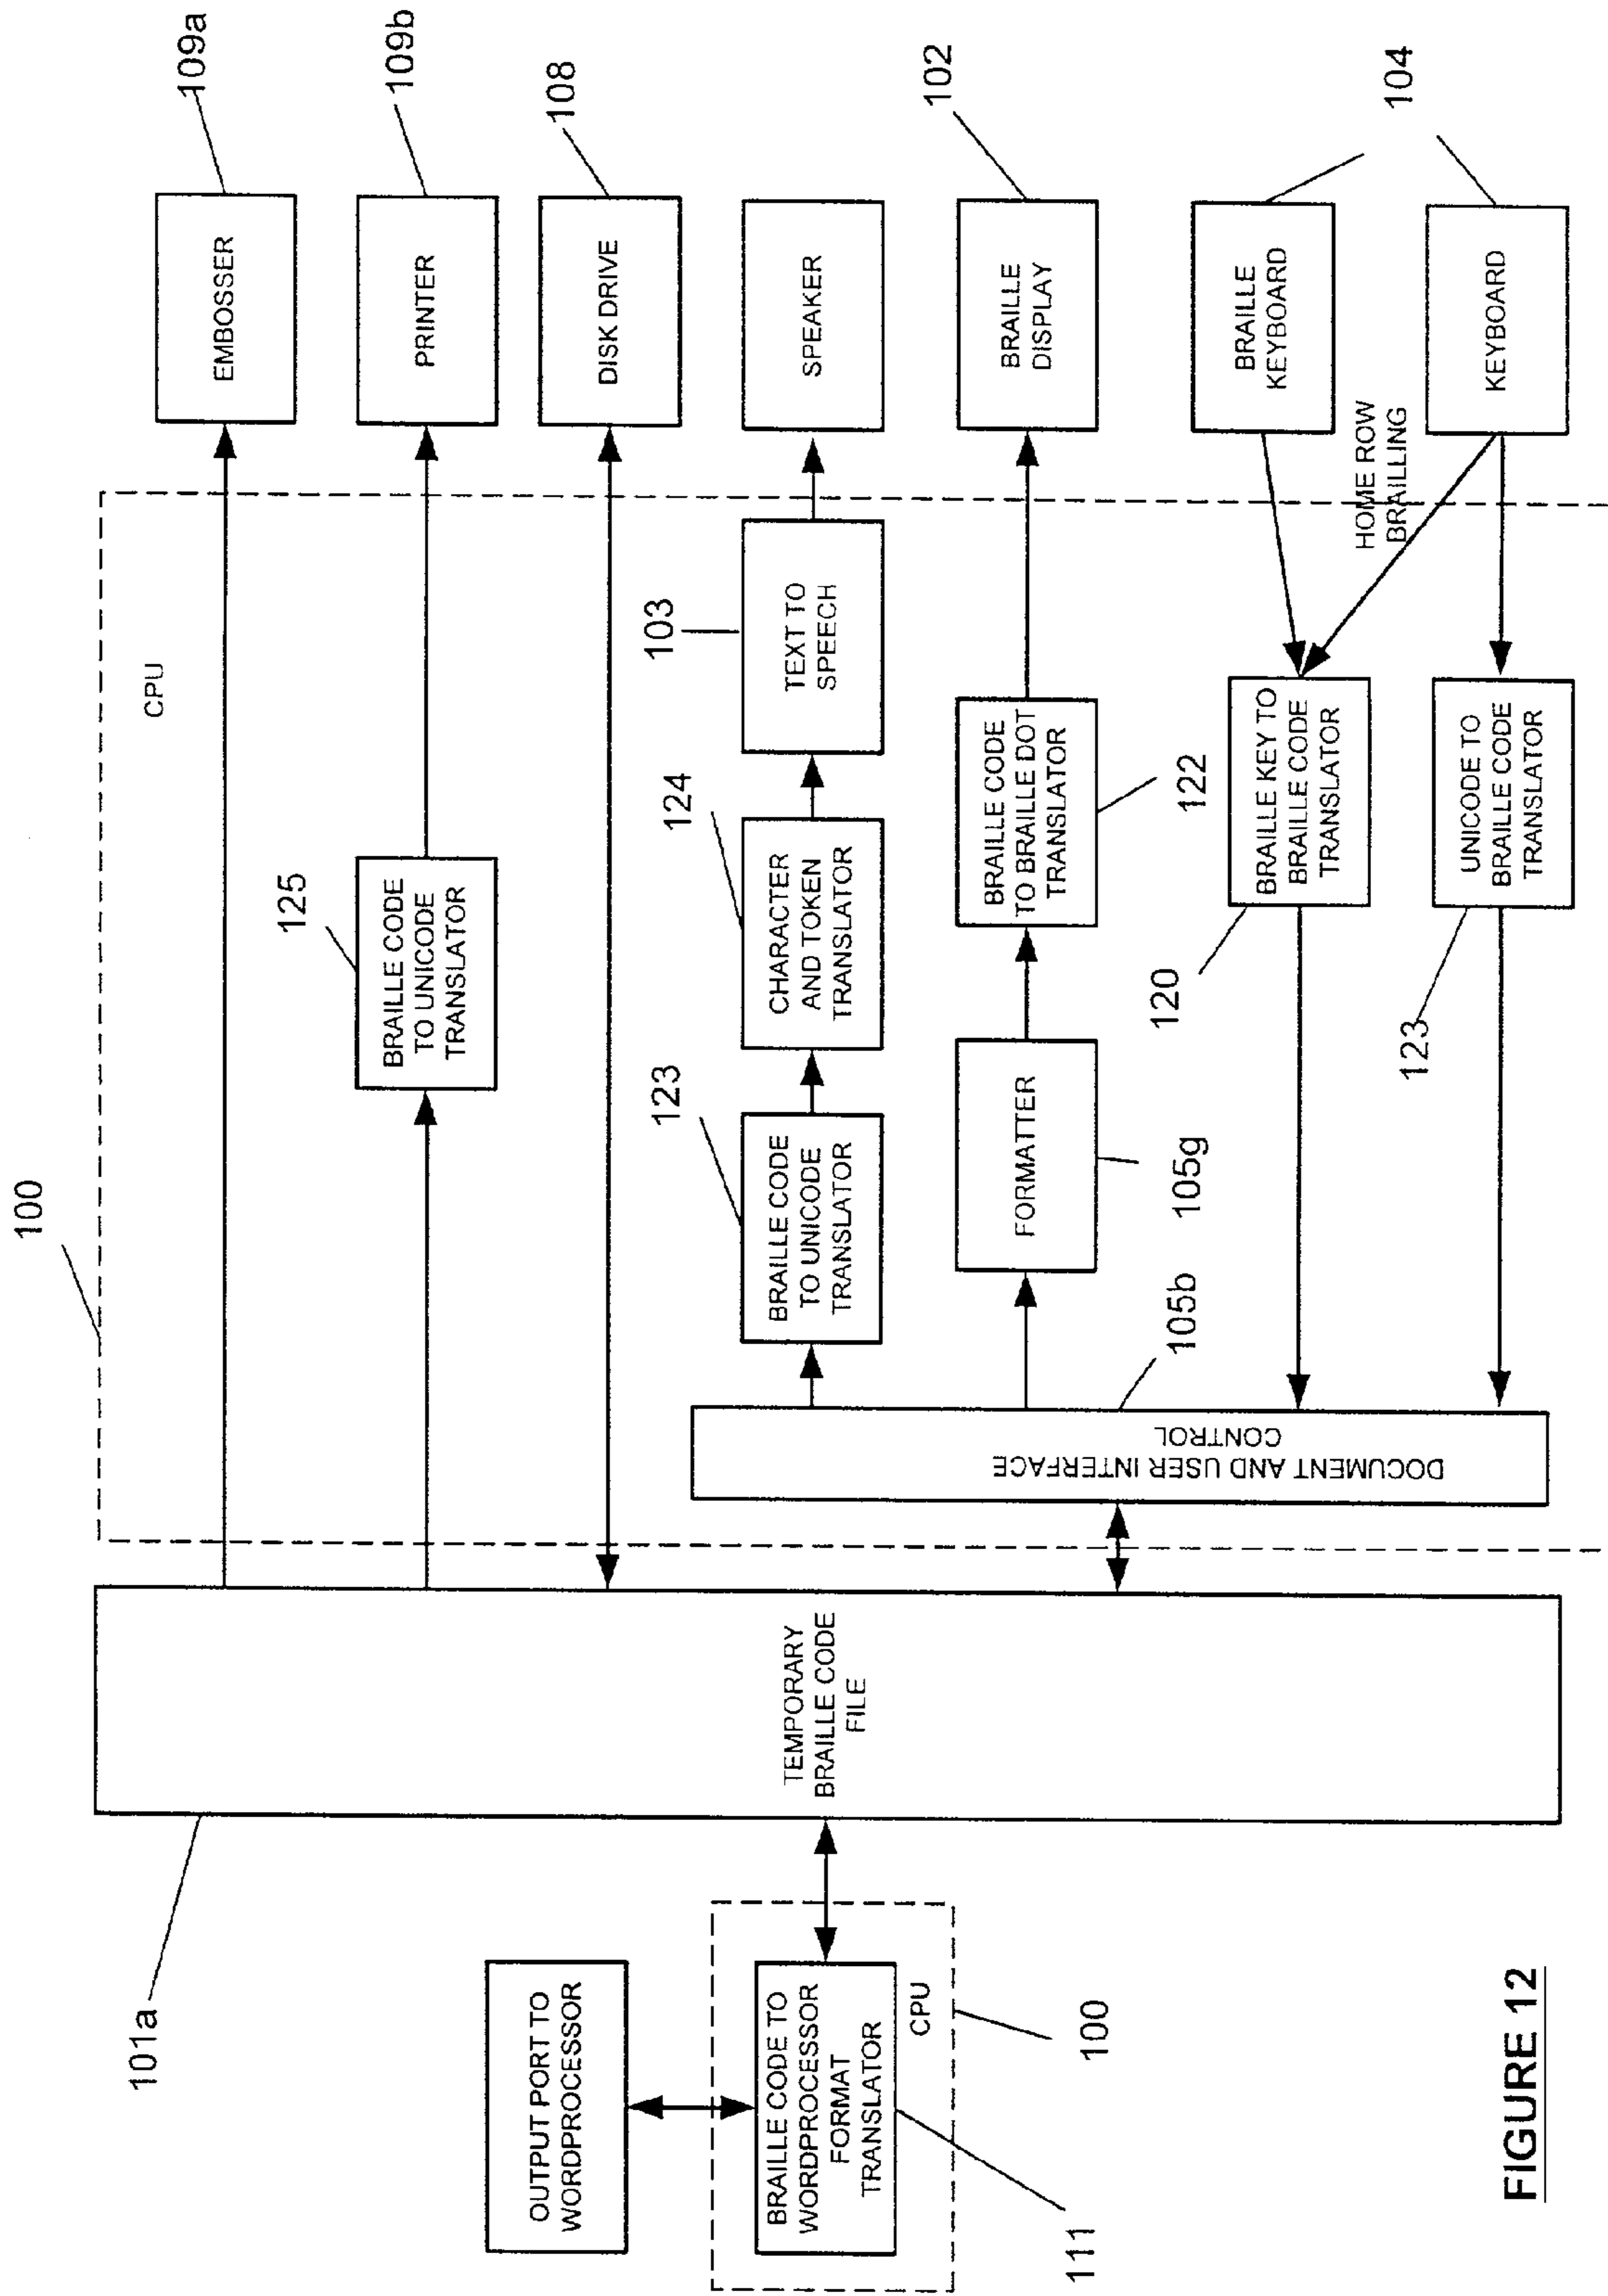 109a
109b
108
102
104
EMBOSSER
PRINTER
DISK DRIVE
SPEAKER
BRAILLE
DISPLAY
BRAILLE
KEYBOARD
KEYBOARD
HOME ROW
BRAILLING
CPU
100
125
BRAILLE CODE
TO UNICODE
TRANSLATOR
103
TEXT TO
SPEECH
124
CHARACTER
AND TOKEN
TRANSLATOR
123
BRAILLE CODE
TO UNICODE
TRANSLATOR
BRAILLE CODE
TO BRAILLE DOT
TRANSLATOR
122
FORMATTER
105g
BRAILLE KEY TO
BRAILLE CODE
TRANSLATOR
120
UNICODE TO
BRAILLE CODE
TRANSLATOR
123
105b
DOCUMENT AND USER INTERFACE
CONTROL
TEMPORARY
BRAILLE CODE
FILE
101a
OUTPUT PORT TO
WORDPROCESSOR
BRAILLE CODE TO
WORDPROCESSOR
FORMAT
TRANSLATOR
CPU
100
111
FIGURE 12